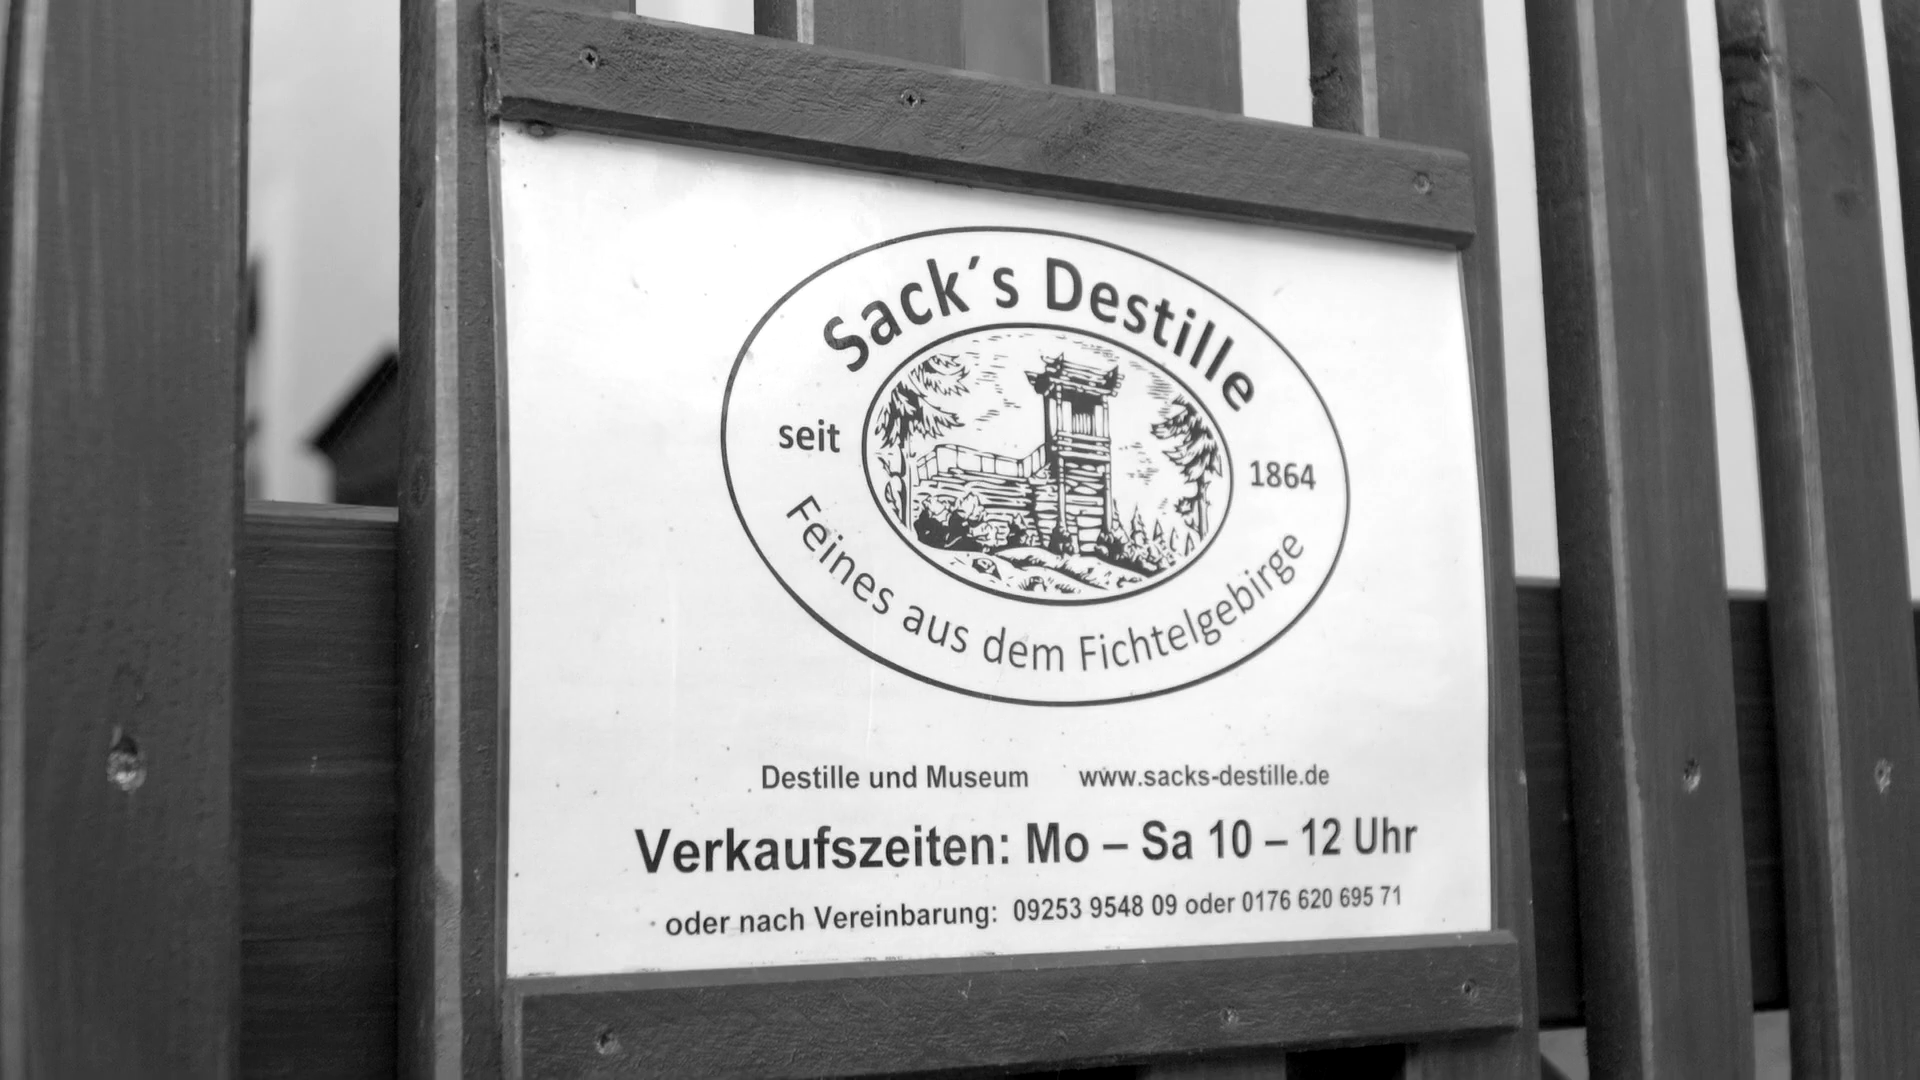 Sack´s Destille
seit 1864
Feines aus dem Fichtelgebirge
Destille und Museum www.sacks-destille.de
Verkaufszeiten: Mo – Sa 10 – 12 Uhr
oder nach Vereinbarung: 09253 9548 09 oder 0176 620 695 71